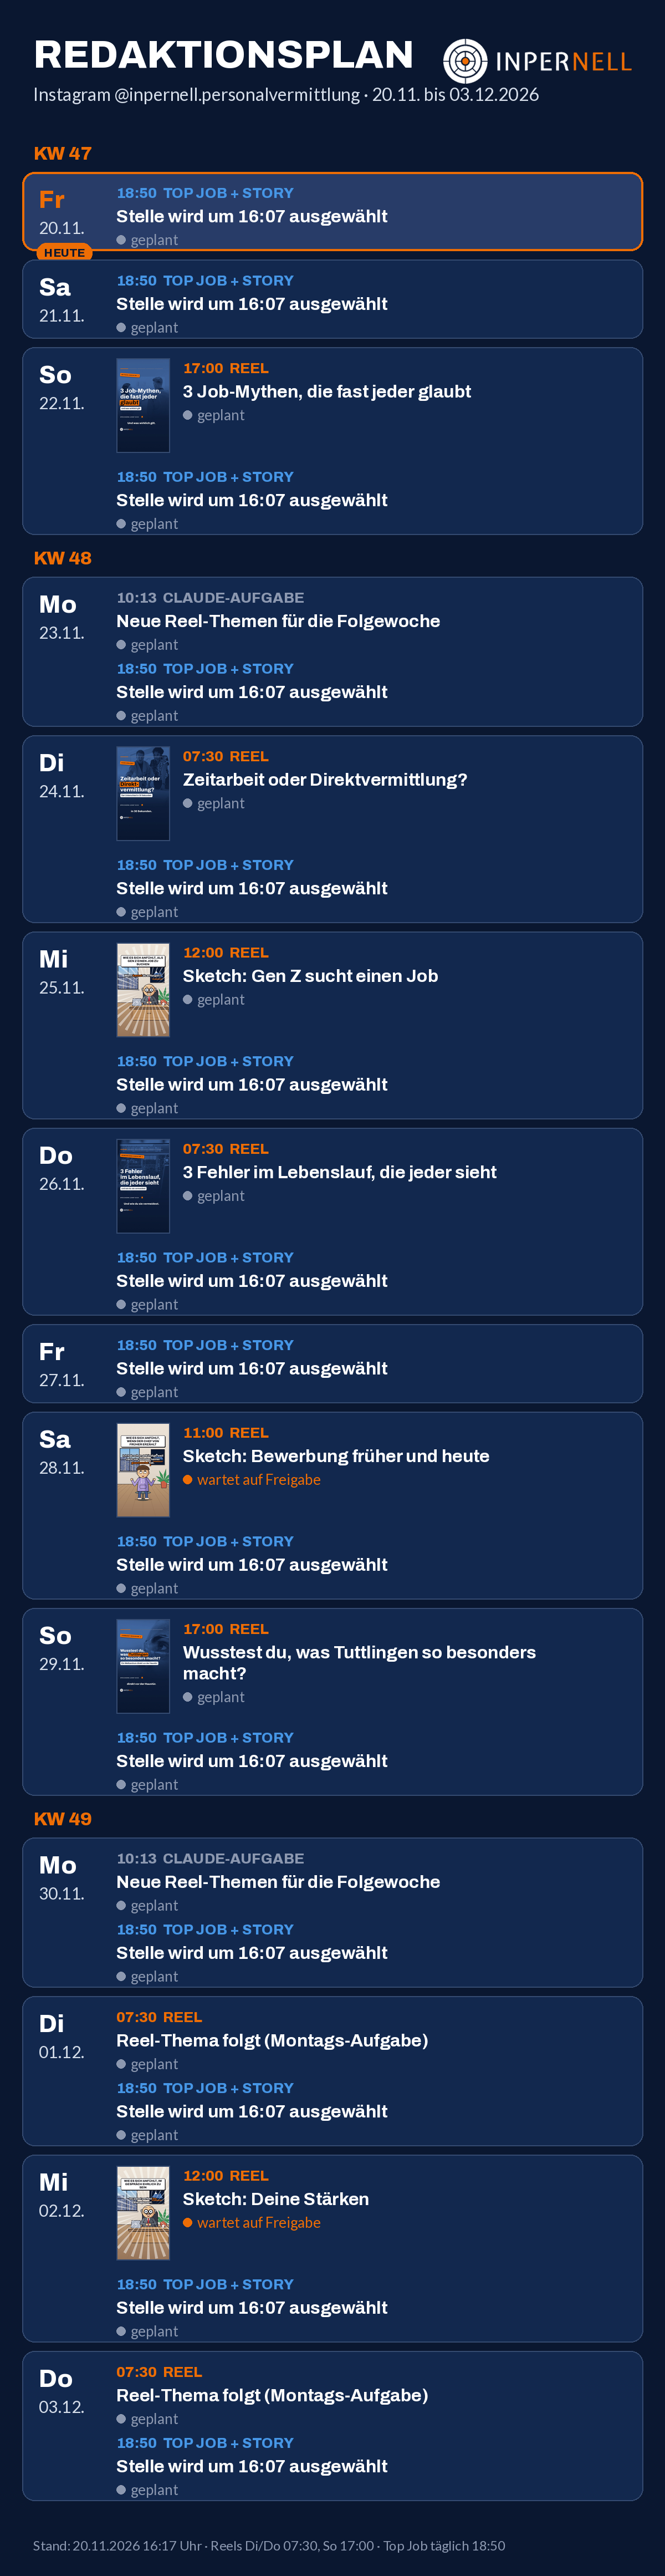 REDAKTIONSPLAN
INPERNELL
Instagram @inpernell.personalvermittlung · 20.11. bis 03.12.2026
KW 47
Fr
20.11.
HEUTE
18:50 TOP JOB + STORY
Stelle wird um 16:07 ausgewählt
geplant
Sa
21.11.
18:50 TOP JOB + STORY
Stelle wird um 16:07 ausgewählt
geplant
So
22.11.
3 Job-Mythen,
die fast jeder
glaubt
17:00 REEL
3 Job-Mythen, die fast jeder glaubt
geplant
18:50 TOP JOB + STORY
Stelle wird um 16:07 ausgewählt
geplant
KW 48
Mo
23.11.
10:13 CLAUDE-AUFGABE
Neue Reel-Themen für die Folgewoche
geplant
18:50 TOP JOB + STORY
Stelle wird um 16:07 ausgewählt
geplant
Di
24.11.
Zeitarbeit oder
Direkt-
vermittlung?
07:30 REEL
Zeitarbeit oder Direktvermittlung?
geplant
18:50 TOP JOB + STORY
Stelle wird um 16:07 ausgewählt
geplant
Mi
25.11.
12:00 REEL
Sketch: Gen Z sucht einen Job
geplant
18:50 TOP JOB + STORY
Stelle wird um 16:07 ausgewählt
geplant
Do
26.11.
3 Fehler
im Lebenslauf,
die jeder sieht
07:30 REEL
3 Fehler im Lebenslauf, die jeder sieht
geplant
18:50 TOP JOB + STORY
Stelle wird um 16:07 ausgewählt
geplant
Fr
27.11.
18:50 TOP JOB + STORY
Stelle wird um 16:07 ausgewählt
geplant
Sa
28.11.
11:00 REEL
Sketch: Bewerbung früher und heute
wartet auf Freigabe
18:50 TOP JOB + STORY
Stelle wird um 16:07 ausgewählt
geplant
So
29.11.
17:00 REEL
Wusstest du, was Tuttlingen so besonders
macht?
geplant
18:50 TOP JOB + STORY
Stelle wird um 16:07 ausgewählt
geplant
KW 49
Mo
30.11.
10:13 CLAUDE-AUFGABE
Neue Reel-Themen für die Folgewoche
geplant
18:50 TOP JOB + STORY
Stelle wird um 16:07 ausgewählt
geplant
Di
01.12.
07:30 REEL
Reel-Thema folgt (Montags-Aufgabe)
geplant
18:50 TOP JOB + STORY
Stelle wird um 16:07 ausgewählt
geplant
Mi
02.12.
12:00 REEL
Sketch: Deine Stärken
wartet auf Freigabe
18:50 TOP JOB + STORY
Stelle wird um 16:07 ausgewählt
geplant
Do
03.12.
07:30 REEL
Reel-Thema folgt (Montags-Aufgabe)
geplant
18:50 TOP JOB + STORY
Stelle wird um 16:07 ausgewählt
geplant
Stand: 20.11.2026 16:17 Uhr · Reels Di/Do 07:30, So 17:00 · Top Job täglich 18:50